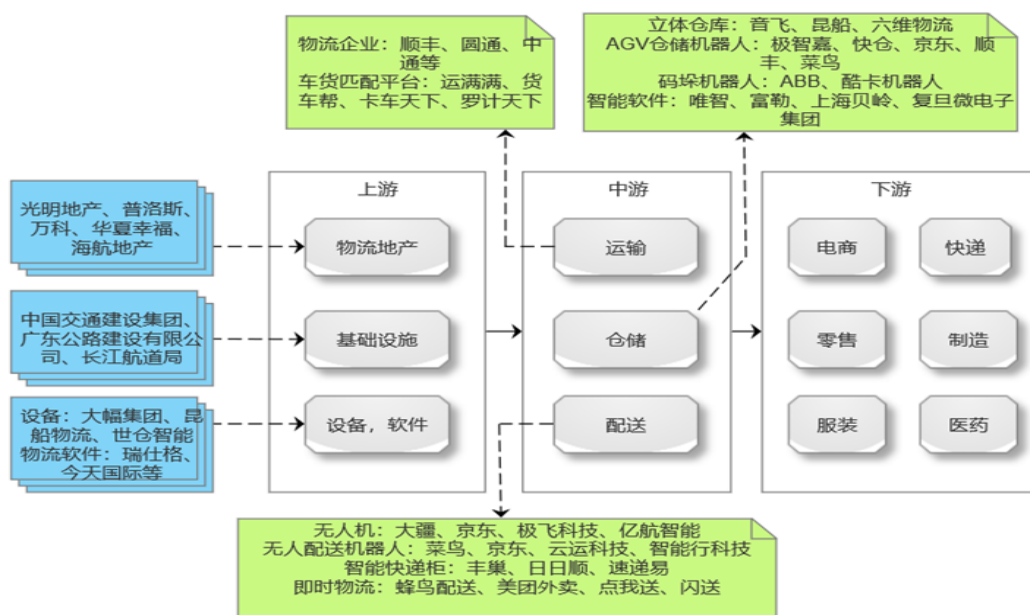 物流企业：顺丰、圆通、中
通等
车货匹配平台：运满满、货
车帮、卡车天下、罗计天下
立体仓库：音飞、昆船、六维物流
AGV仓储机器人：极智嘉、快仓、京东、顺
丰、菜鸟
码垛机器人：ABB、酷卡机器人
智能软件：唯智、富勒、上海贝岭、复旦微电子
集团
光明地产、普洛斯、
万科、华夏幸福、
海航地产
中国交通建设集团、
广东公路建设有限公
司、长江航道局
设备：大幅集团、昆
船物流、世仓智能
物流软件：瑞仕格、
今天国际等
上游
物流地产
基础设施
设备，软件
中游
运输
仓储
配送
下游
电商
快递
零售
制造
服装
医药
无人机：大疆、京东、极飞科技、亿航智能
无人配送机器人：菜鸟、京东、云运科技、智能行科技
智能快递柜：丰巢、日日顺、速递易
即时物流：蜂鸟配送、美团外卖、点我送、闪送